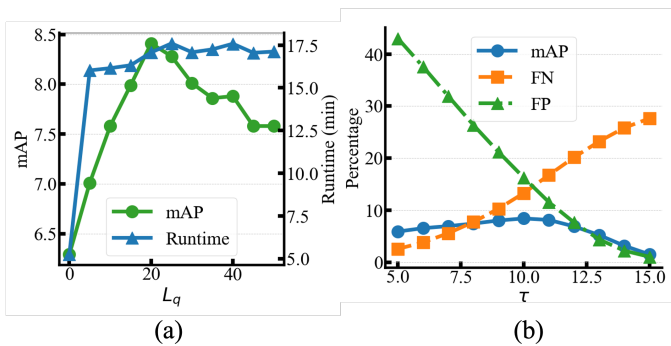 8.5
8.0
7.5
7.0
6.5
mAP
17.5
15.0
12.5
10.0
7.5
5.0
Runtime (min)
mAP
Runtime
0 20 40
L_q
(a)
40
30
20
10
0
Percentage
mAP
FN
FP
5.0 7.5 10.0 12.5 15.0
τ
(b)